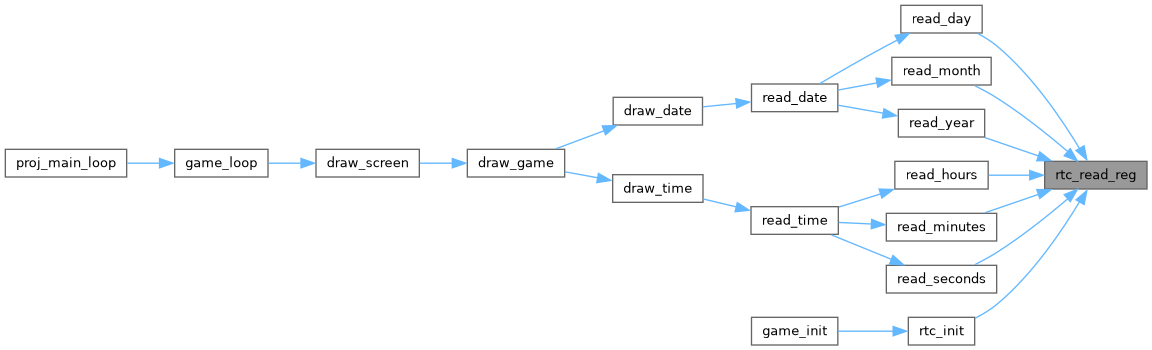 read_day
read_month
read_date
draw_date
read_year
proj_main_loop
game_loop
draw_screen
draw_game
read_hours
rtc_read_reg
draw_time
read_time
read_minutes
read_seconds
game_init
rtc_init